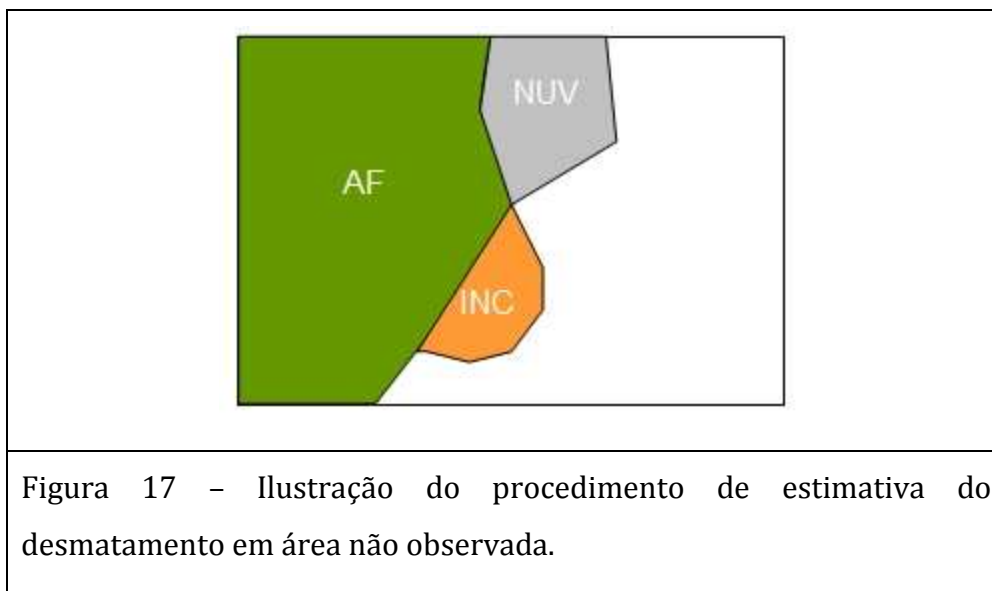 NUV
AF
INC
Figura 17 – Ilustração do procedimento de estimativa do
desmatamento em área não observada.